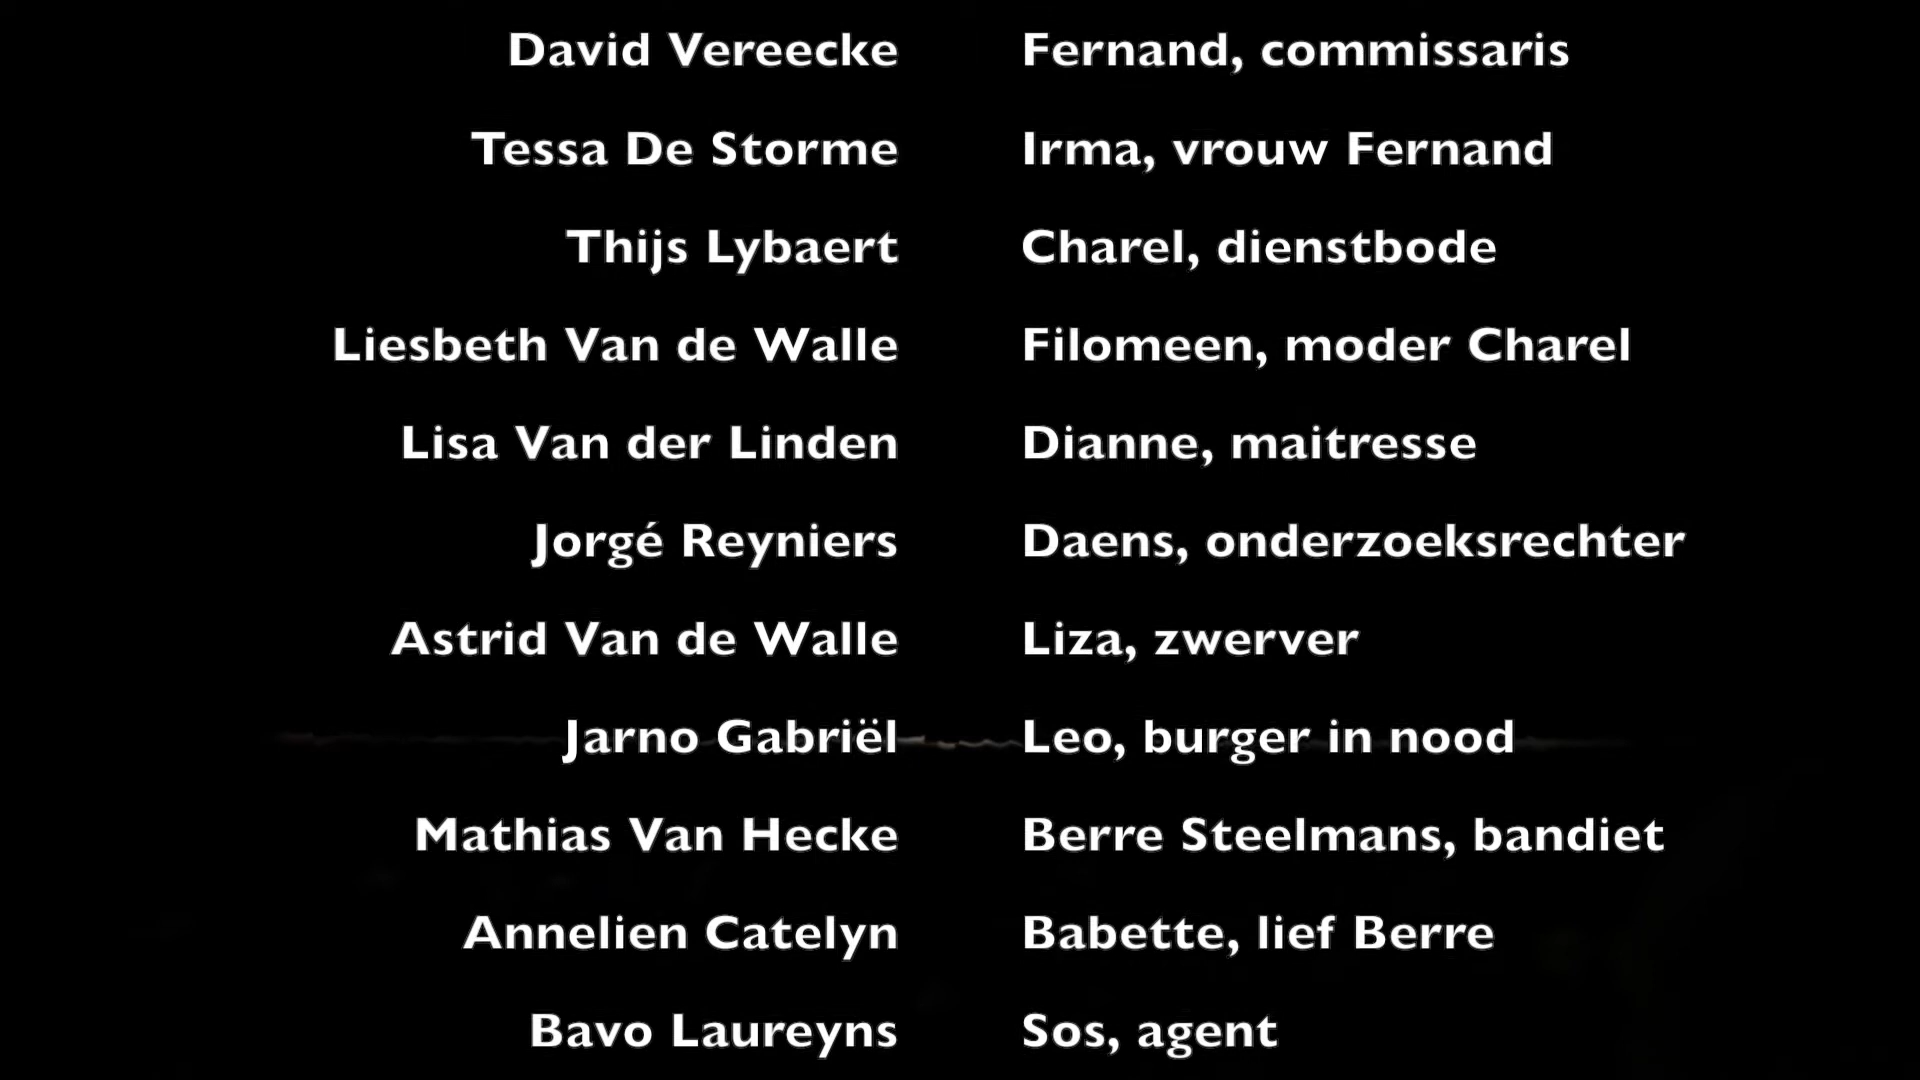 David Vereecke Fernand, commissaris
Tessa De Storme Irma, vrouw Fernand
Thijs Lybaert Charel, dienstbode
Liesbeth Van de Walle Filomeen, moder Charel
Lisa Van der Linden Dianne, maitresse
Jorgé Reyniers Daens, onderzoeksrechter
Astrid Van de Walle Liza, zwerver
Jarno Gabriël Leo, burger in nood
Mathias Van Hecke Berre Steelmans, bandiet
Annelien Catelyn Babette, lief Berre
Bavo Laureyns Sos, agent